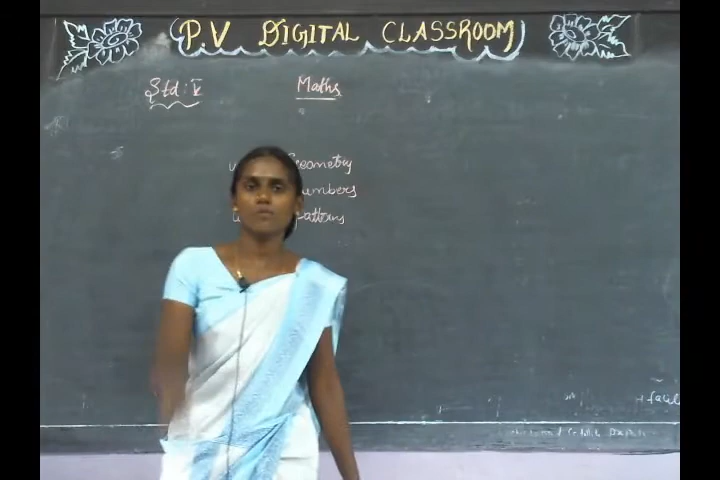 P.V DIGITAL CLASSROOM
Std : V Maths
Geometry
Numbers
patterns